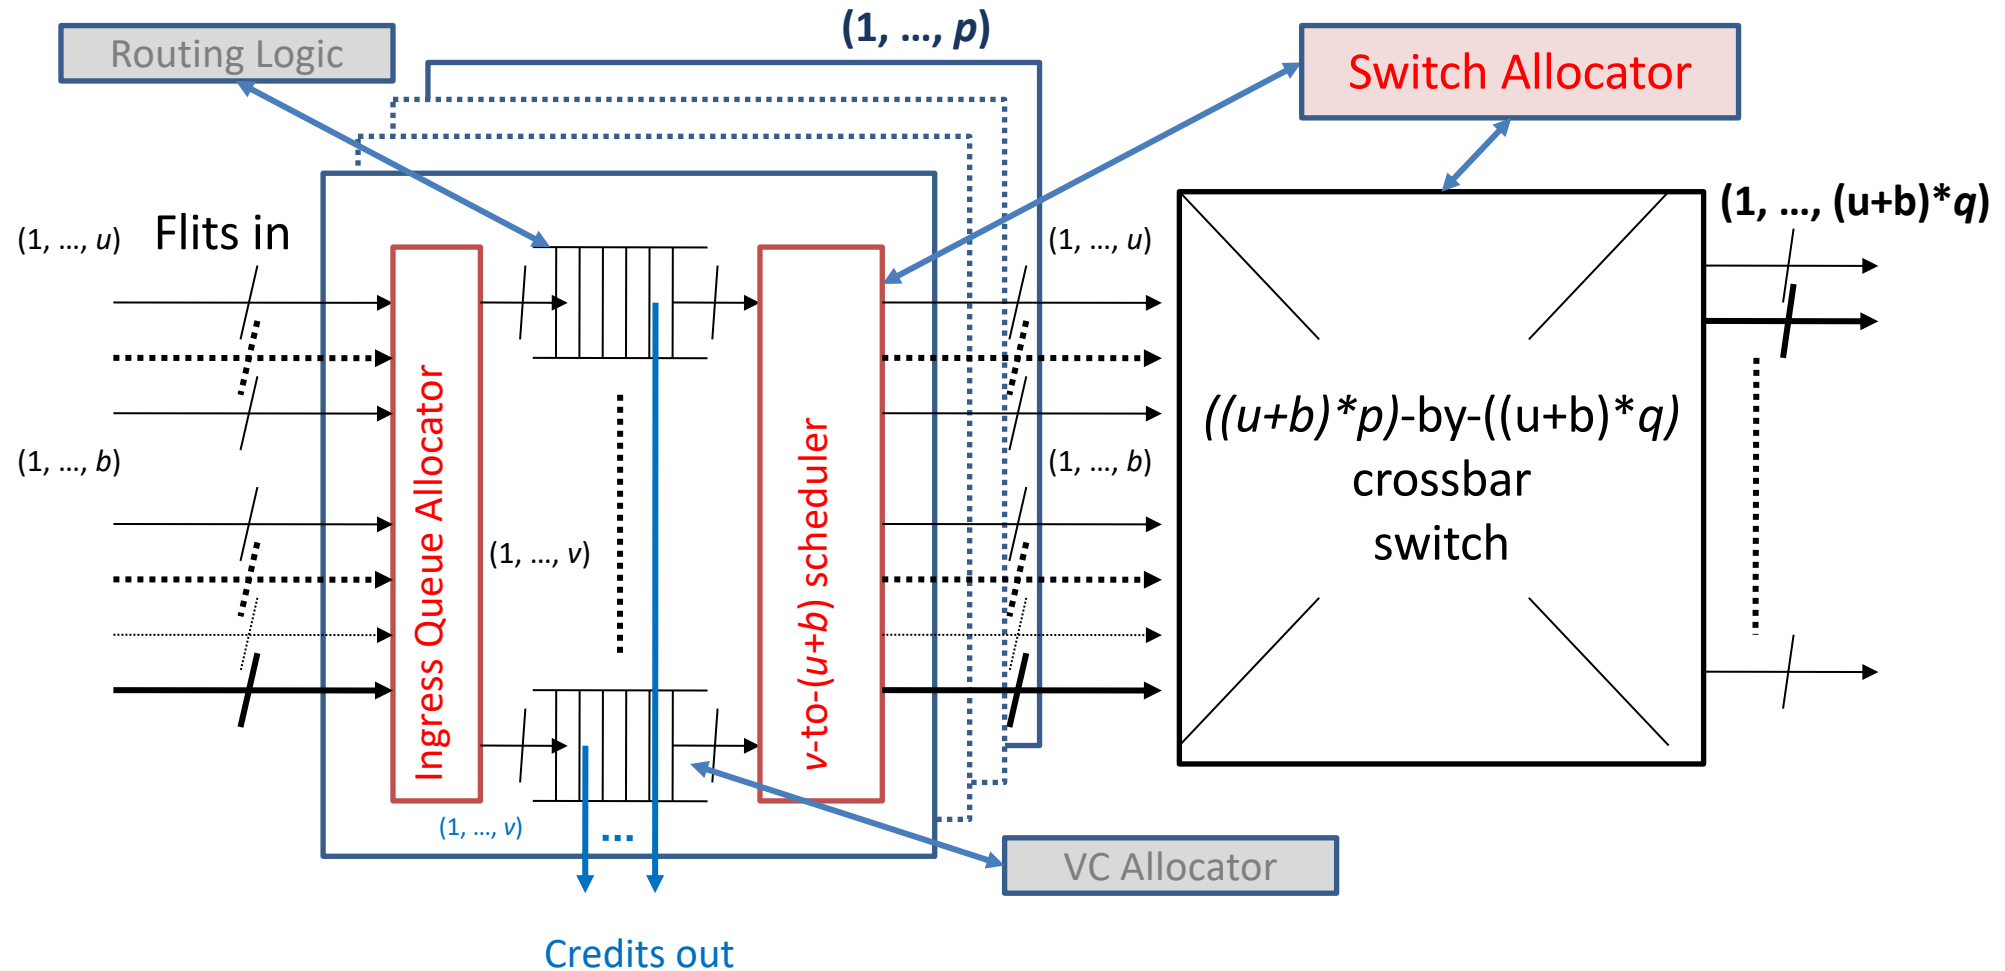 (1, ..., p)
Routing Logic
Switch Allocator
(1, ..., (u+b)*q)
(1, ..., u)
Flits in
(1, ..., u)
((u+b)*p)-by-((u+b)*q)
crossbar
switch
(1, ..., b)
(1, ..., b)
Ingress Queue Allocator
(1, ..., v)
v-to-(u+b) scheduler
(1, ..., v)
...
VC Allocator
Credits out